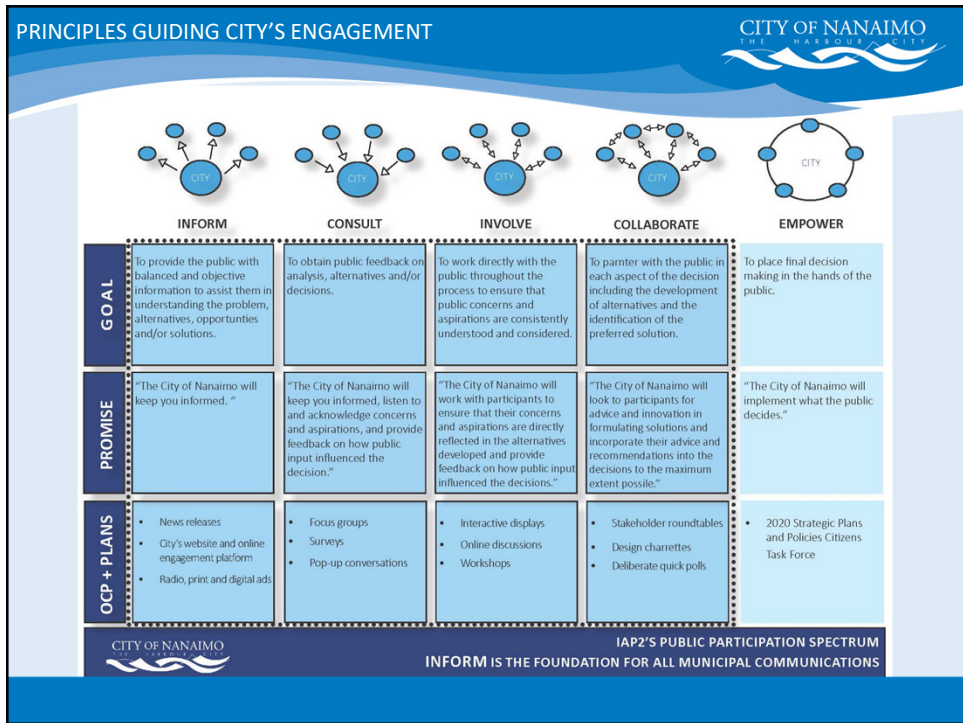 PRINCIPLES GUIDING CITY'S ENGAGEMENT
CITY OF NANAIMO
THE HARBOUR CITY
CITY
CITY
CITY
CITY
CITY
INFORM
CONSULT
INVOLVE
COLLABORATE
EMPOWER
GOAL
To provide the public with
balanced and objective
information to assist them in
understanding the problem,
alternatives, opportunties
and/or solutions.
To obtain public feedback on
analysis, alternatives and/or
decisions.
To work directly with the
public throughout the
process to ensure that
public concerns and
aspirations are consistently
understood and considered.
To parnter with the public in
each aspect of the decision
including the development
of alternatives and the
identification of the
preferred solution.
To place final decision
making in the hands of the
public.
PROMISE
"The City of Nanaimo will
keep you informed. "
"The City of Nanaimo will
keep you informed, listen to
and acknowledge concerns
and aspirations, and provide
feedback on how public
input influenced the
decision."
"The City of Nanaimo will
work with participants to
ensure that their concerns
and aspirations are directly
reflected in the alternatives
developed and provide
feedback on how public input
influenced the decisions."
"The City of Nanaimo will
look to participants for
advice and innovation in
formulating solutions and
incorporate their advice and
recommendations into the
decisions to the maximum
extent possile."
"The City of Nanaimo will
implement what the public
decides."
OCP + PLANS
• News releases
• City's website and online
engagement platform
• Radio, print and digital ads
• Focus groups
• Surveys
• Pop-up conversations
• Interactive displays
• Online discussions
• Workshops
• Stakeholder roundtables
• Design charrettes
• Deliberate quick polls
• 2020 Strategic Plans
and Policies Citizens
Task Force
CITY OF NANAIMO
THE HARBOUR CITY
IAP2'S PUBLIC PARTICIPATION SPECTRUM
INFORM IS THE FOUNDATION FOR ALL MUNICIPAL COMMUNICATIONS